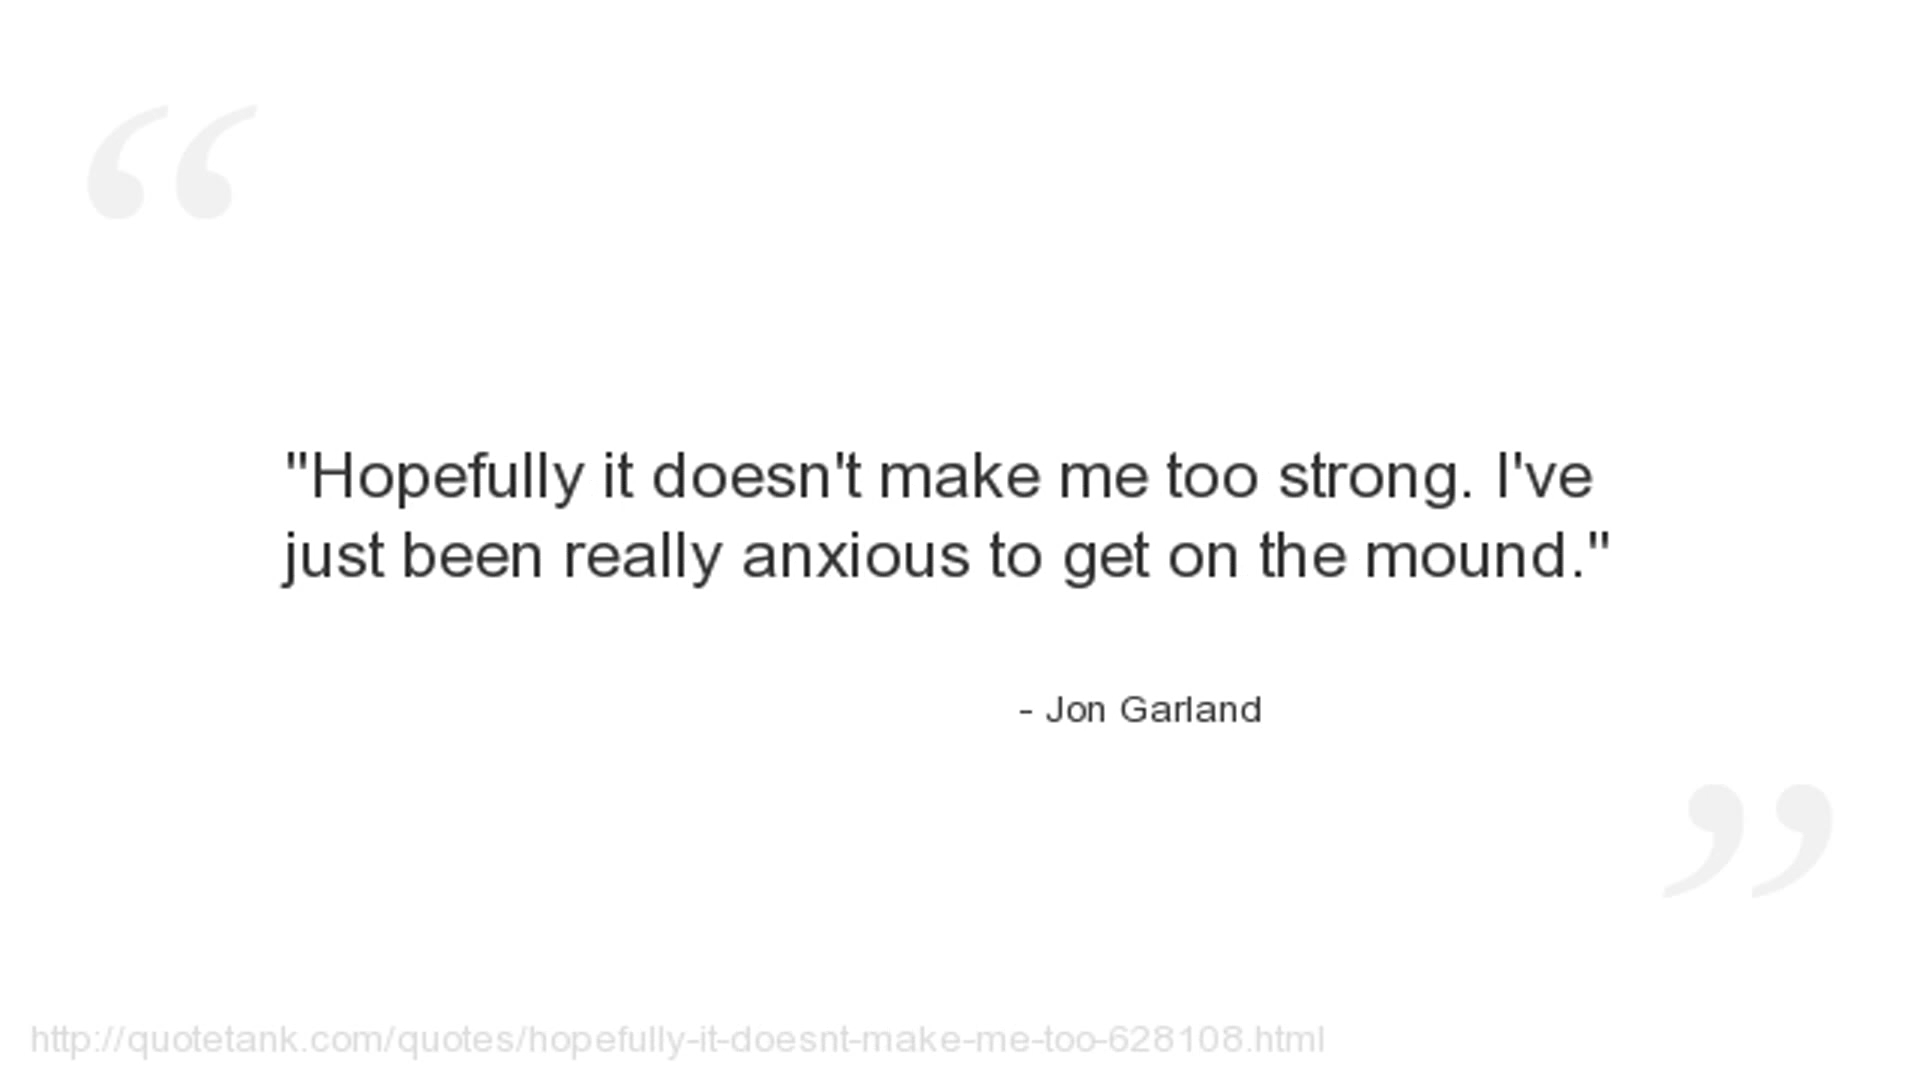 "Hopefully it doesn't make me too strong. I've
just been really anxious to get on the mound."
- Jon Garland
http://quotetank.com/quotes/hopefully-it-doesnt-make-me-too-628108.html